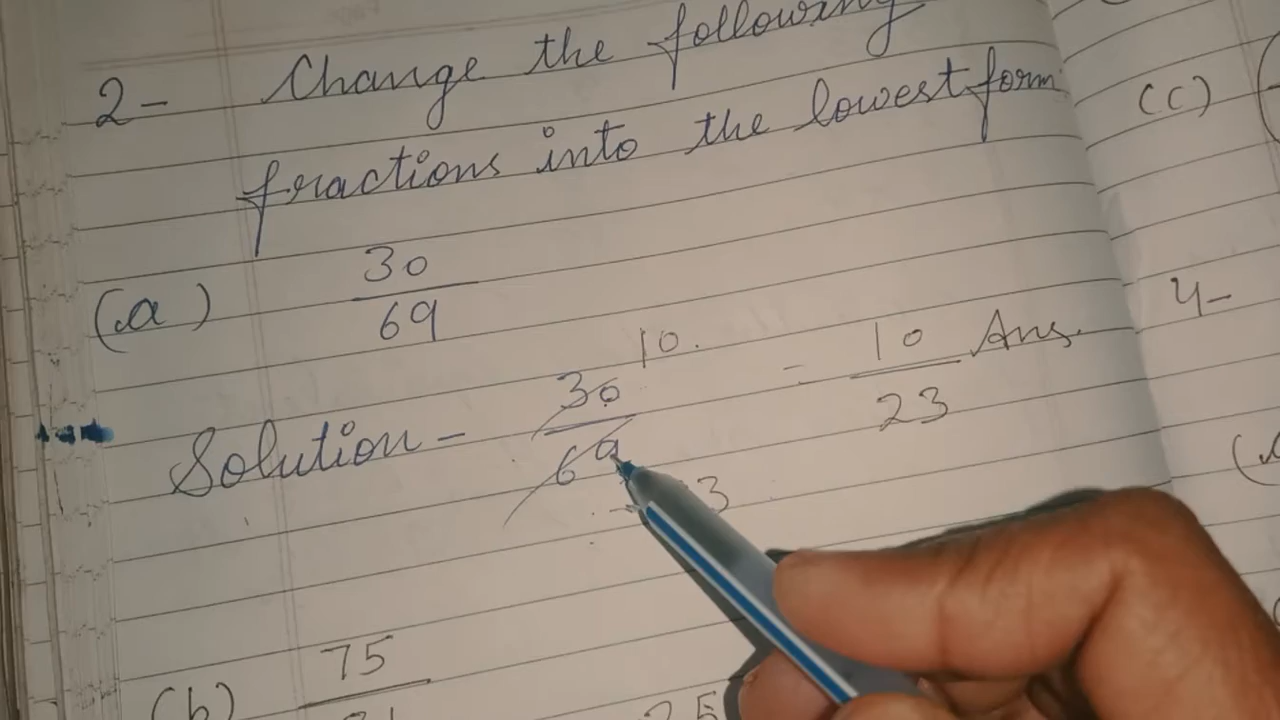 2- Change the following
fractions into the lowest form
(a) 30
69
10.
Solution- 30
69
= 10 Ans.
23
3
(b) 75
25
(c)
4-